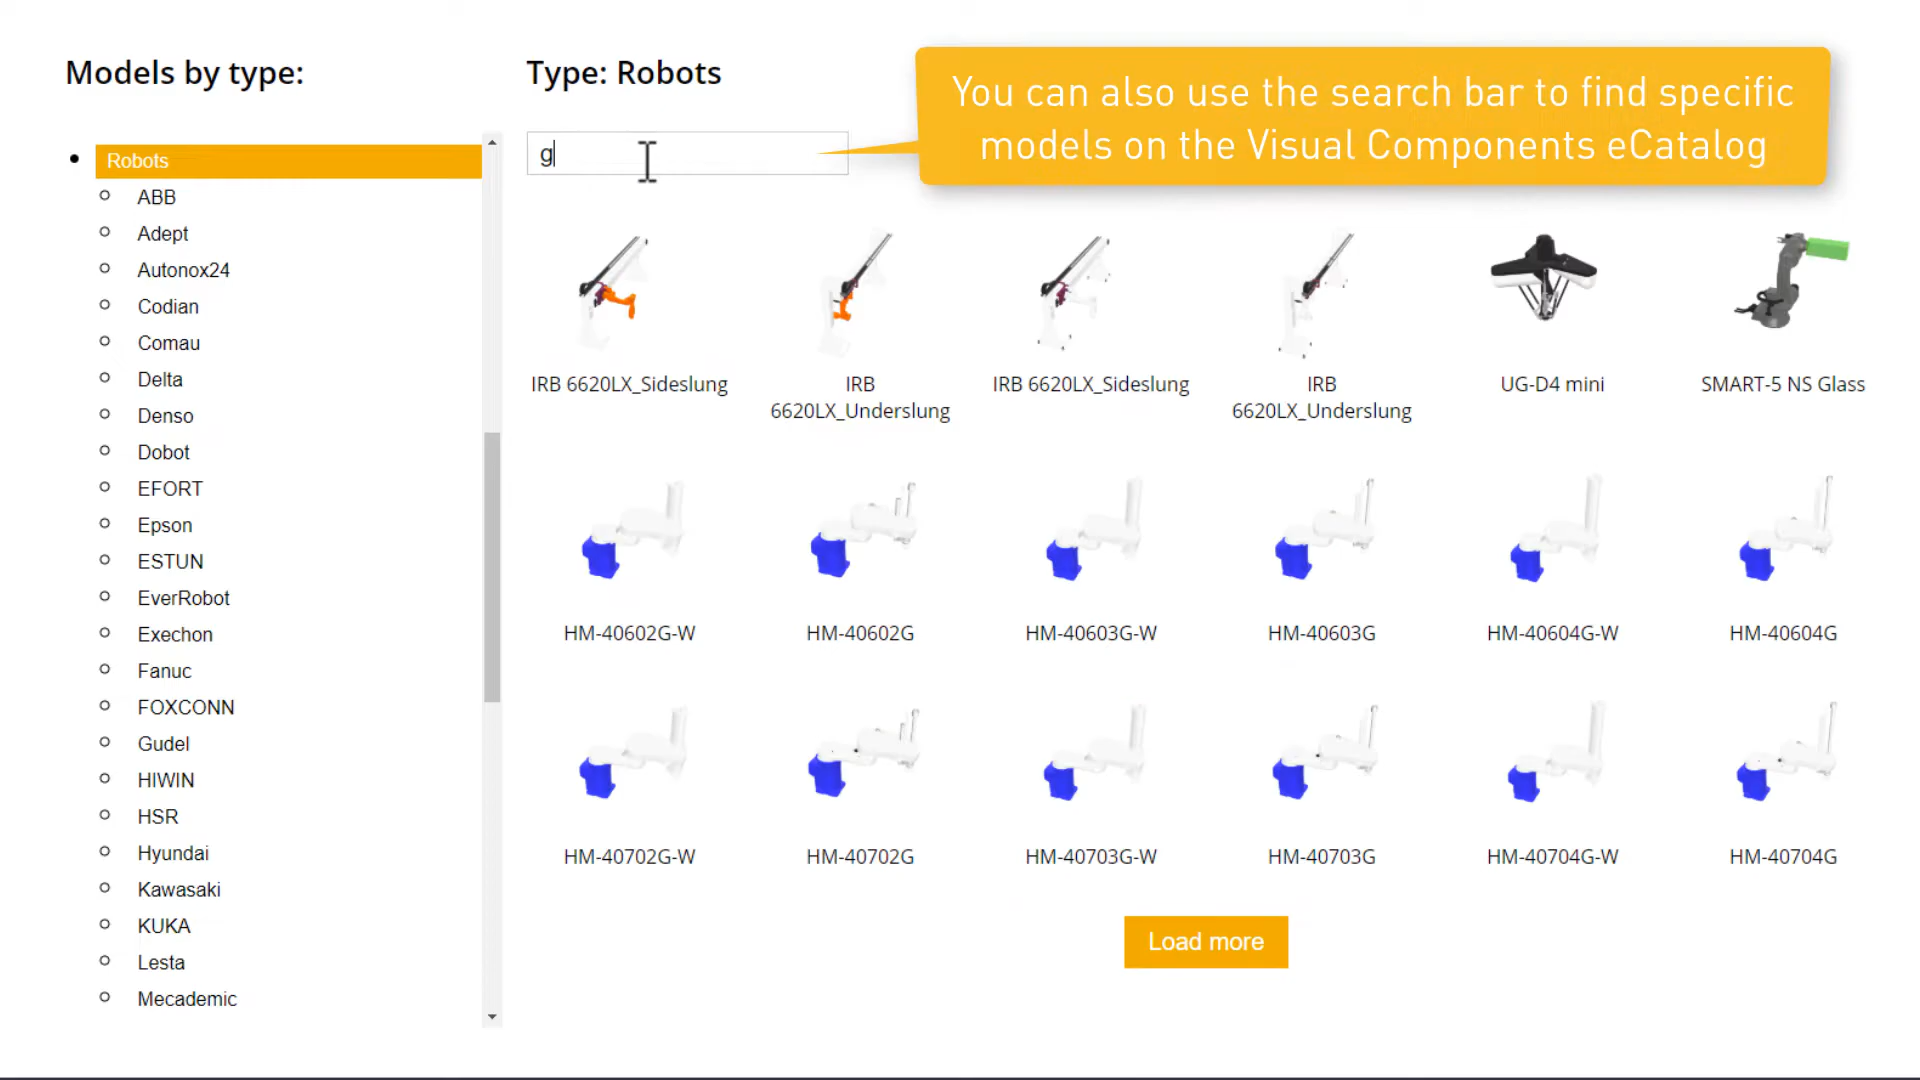 Models by type:
Robots
ABB
Adept
Autonox24
Codian
Comau
Delta
Denso
Dobot
EFORT
Epson
ESTUN
EverRobot
Exechon
Fanuc
FOXCONN
Gudel
HIWIN
HSR
Hyundai
Kawasaki
KUKA
Lesta
Mecademic
Type: Robots
g
You can also use the search bar to find specific
models on the Visual Components eCatalog
IRB 6620LX_Sideslung
IRB
6620LX_Underslung
IRB 6620LX_Sideslung
IRB
6620LX_Underslung
UG-D4 mini
SMART-5 NS Glass
HM-40602G-W
HM-40602G
HM-40603G-W
HM-40603G
HM-40604G-W
HM-40604G
HM-40702G-W
HM-40702G
HM-40703G-W
HM-40703G
HM-40704G-W
HM-40704G
Load more